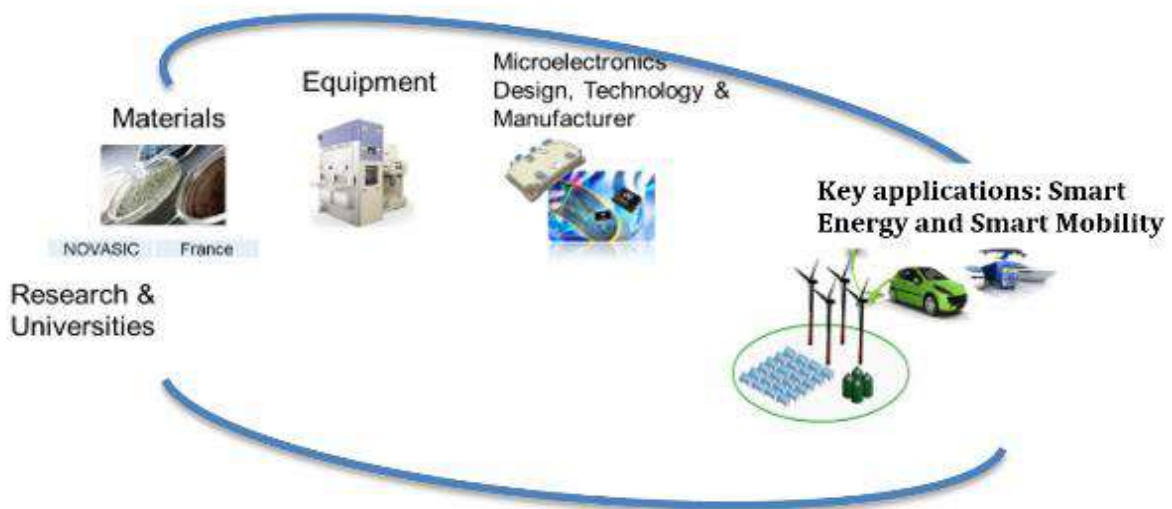 Materials
Equipment
Microelectronics
Design, Technology &
Manufacturer
NOVASIC France
Research &
Universities
Key applications: Smart
Energy and Smart Mobility